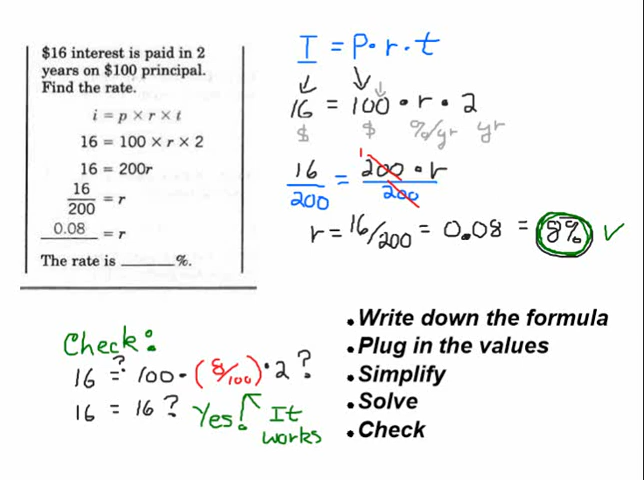 $16 interest is paid in 2
years on $100 principal.
Find the rate.
i = p × r × t
16 = 100 × r × 2
16 = 200r
16/200 = r
0.08 = r
The rate is ______%.
I = P · r · t
16 = 100 · r · 2
$ $ %/yr yr
16/200 = 1 200 · r/200
r = 16/200 = 0.08 = 8% ✓
Check:
16 =? 100 · (8/100) · 2 ?
16 = 16 ? Yes! It
works
• Write down the formula
• Plug in the values
• Simplify
• Solve
• Check